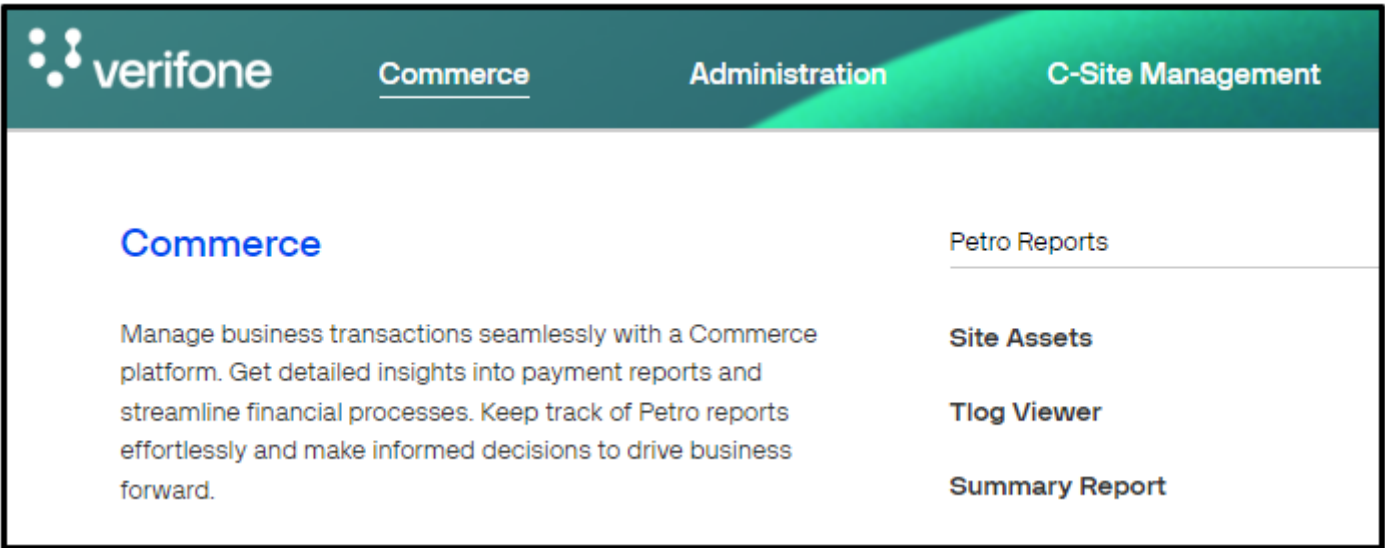 verifone Commerce Administration C-Site Management
Commerce
Manage business transactions seamlessly with a Commerce
platform. Get detailed insights into payment reports and
streamline financial processes. Keep track of Petro reports
effortlessly and make informed decisions to drive business
forward.
Petro Reports
Site Assets
Tlog Viewer
Summary Report